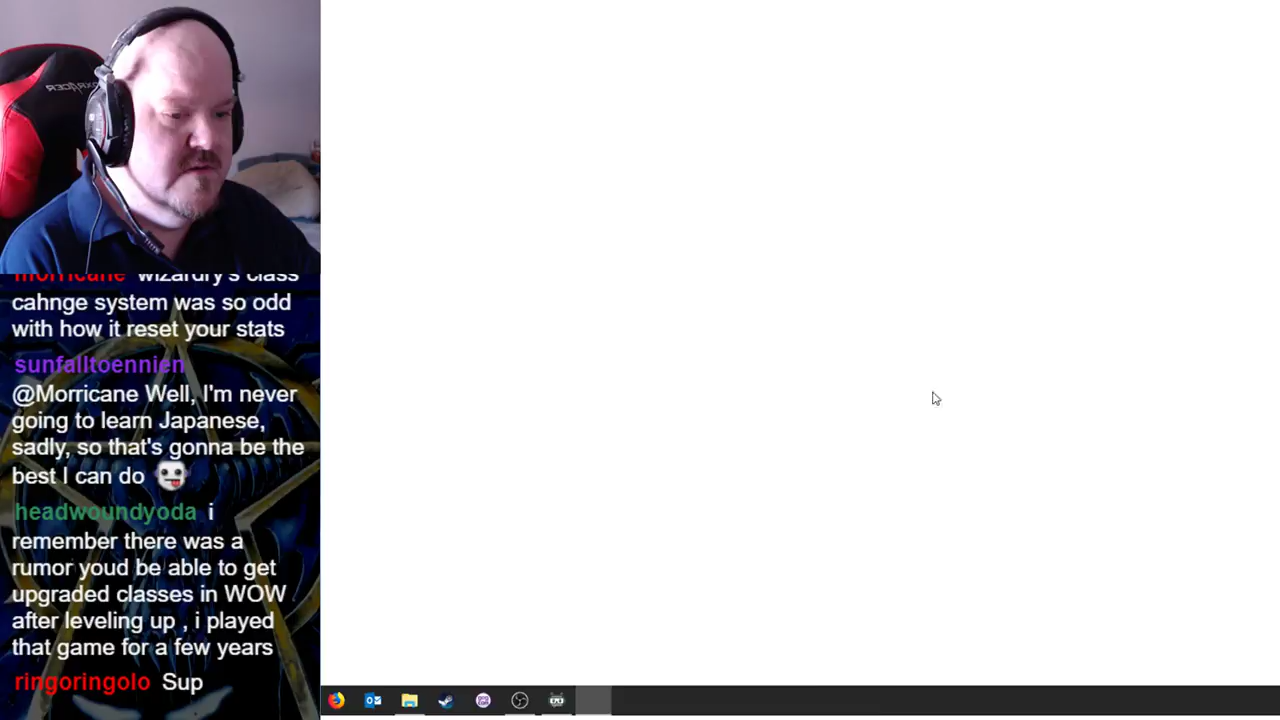 morricane wizardry's class
cahnge system was so odd
with how it reset your stats
sunfalltoennien
@Morricane Well, I'm never
going to learn Japanese,
sadly, so that's gonna be the
best I can do
headwoundyoda i
remember there was a
rumor youd be able to get
upgraded classes in WOW
after leveling up , i played
that game for a few years
ringoringolo Sup